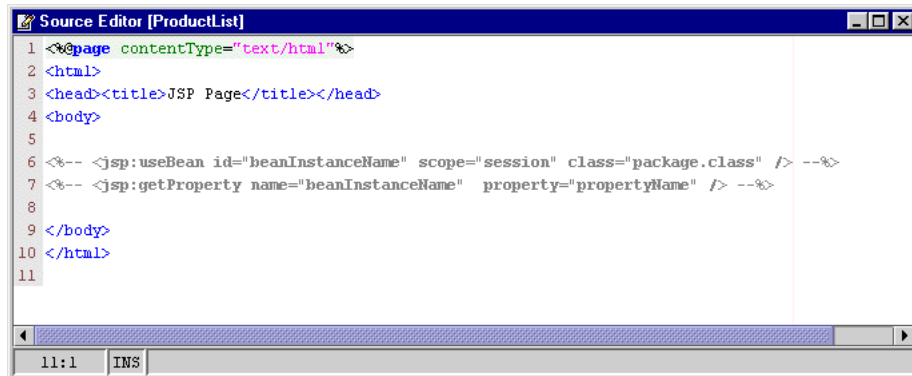 Source Editor [ProductList]
1 <%@page contentType="text/html"%>
2 <html>
3 <head><title>JSP Page</title></head>
4 <body>
5
6 <%-- <jsp:useBean id="beanInstanceName" scope="session" class="package.class" /> --%>
7 <%-- <jsp:getProperty name="beanInstanceName"  property="propertyName" /> --%>
8
9 </body>
10 </html>
11
11:1 INS